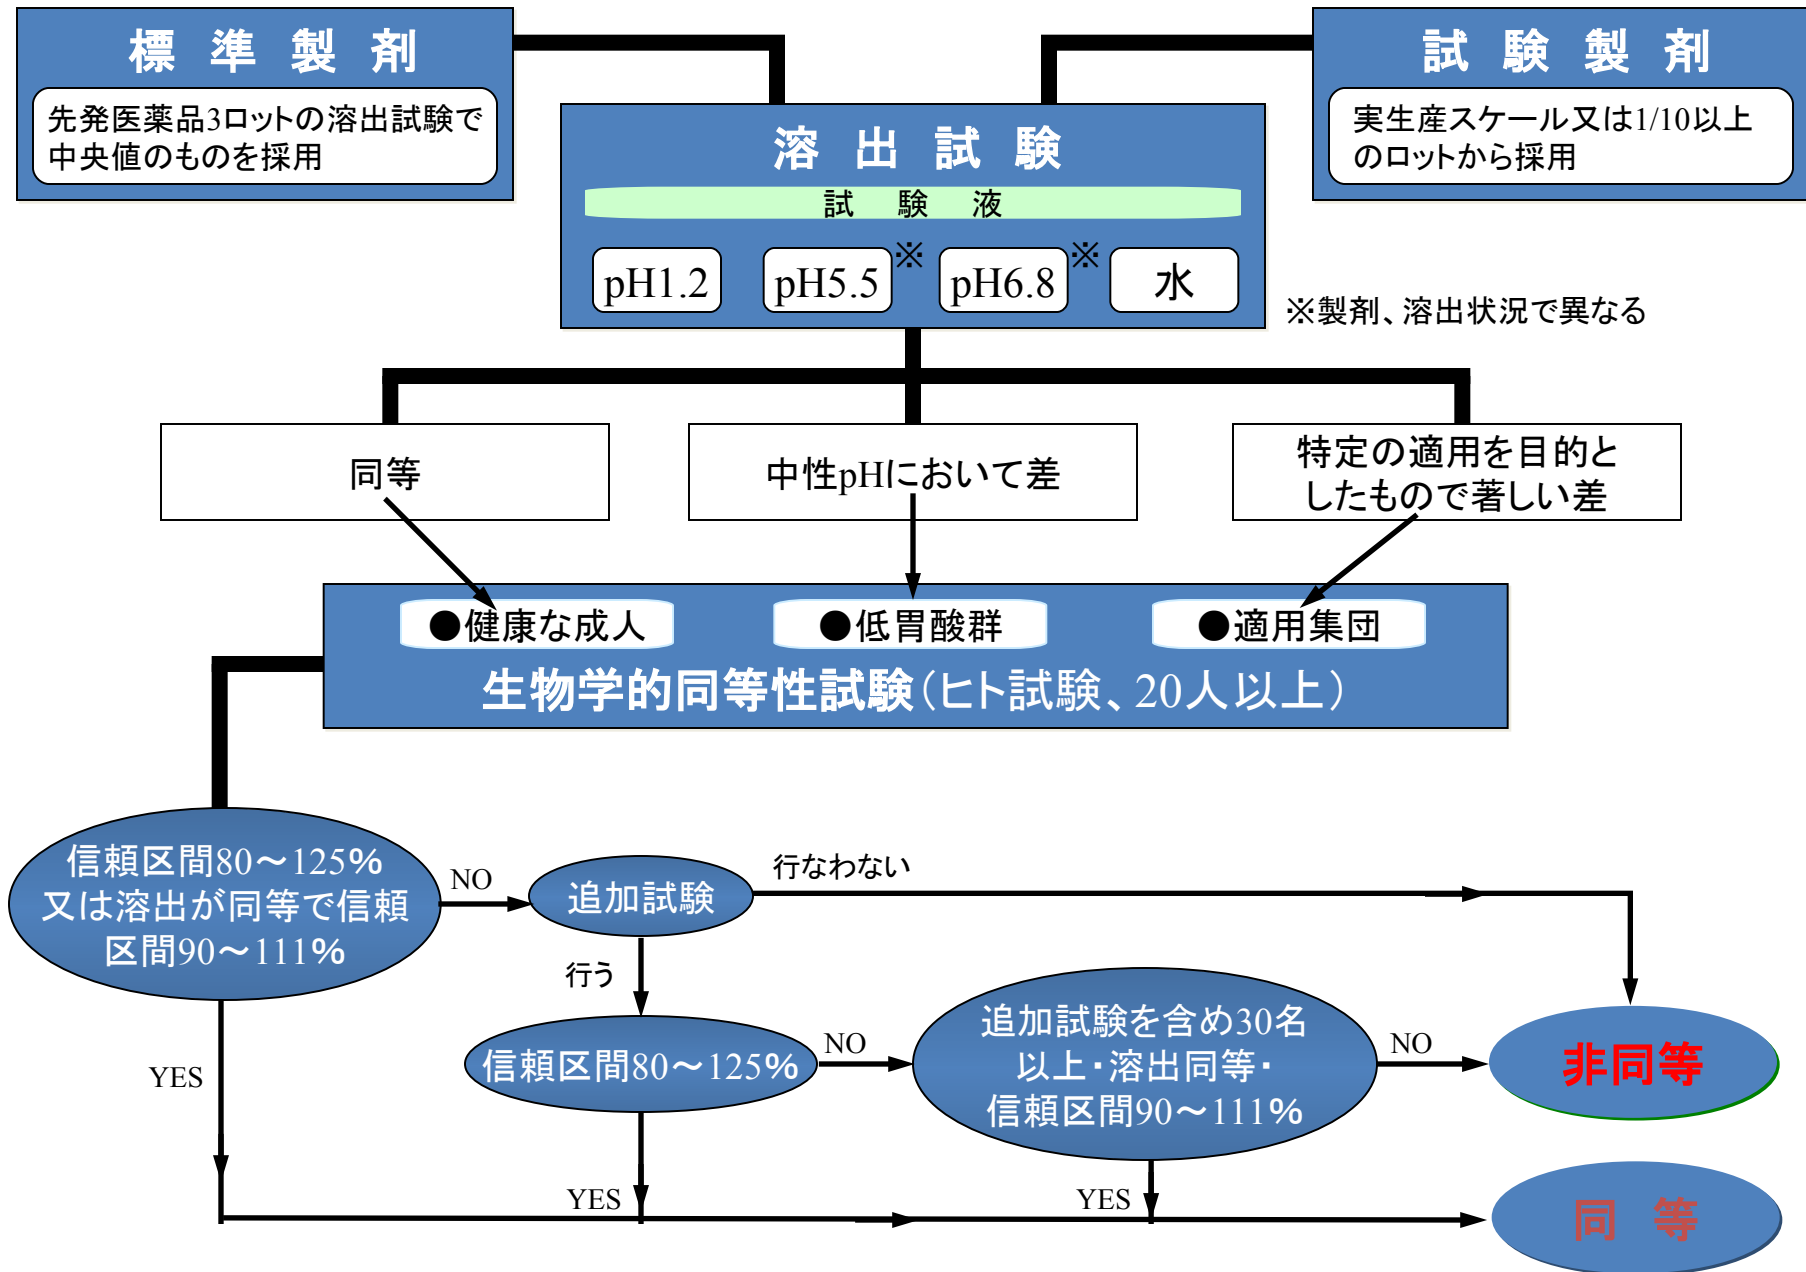 標準製剤
先発医薬品3ロットの溶出試験で
中央値のものを採用
試験製剤
実生産スケール又は1/10以上
のロットから採用
溶出試験
試験液
pH1.2
pH5.5
※
pH6.8
※
水
※製剤、溶出状況で異なる
同等
中性pHにおいて差
特定の適用を目的と
したもので著しい差
●健康な成人
●低胃酸群
●適用集団
生物学的同等性試験（ヒト試験、20人以上）
信頼区間80～125%
又は溶出が同等で信頼
区間90～111%
NO
追加試験
行なわない
行う
YES
信頼区間80～125%
NO
追加試験を含め30名
以上・溶出同等・
信頼区間90～111%
NO
非同等
YES
YES
同等